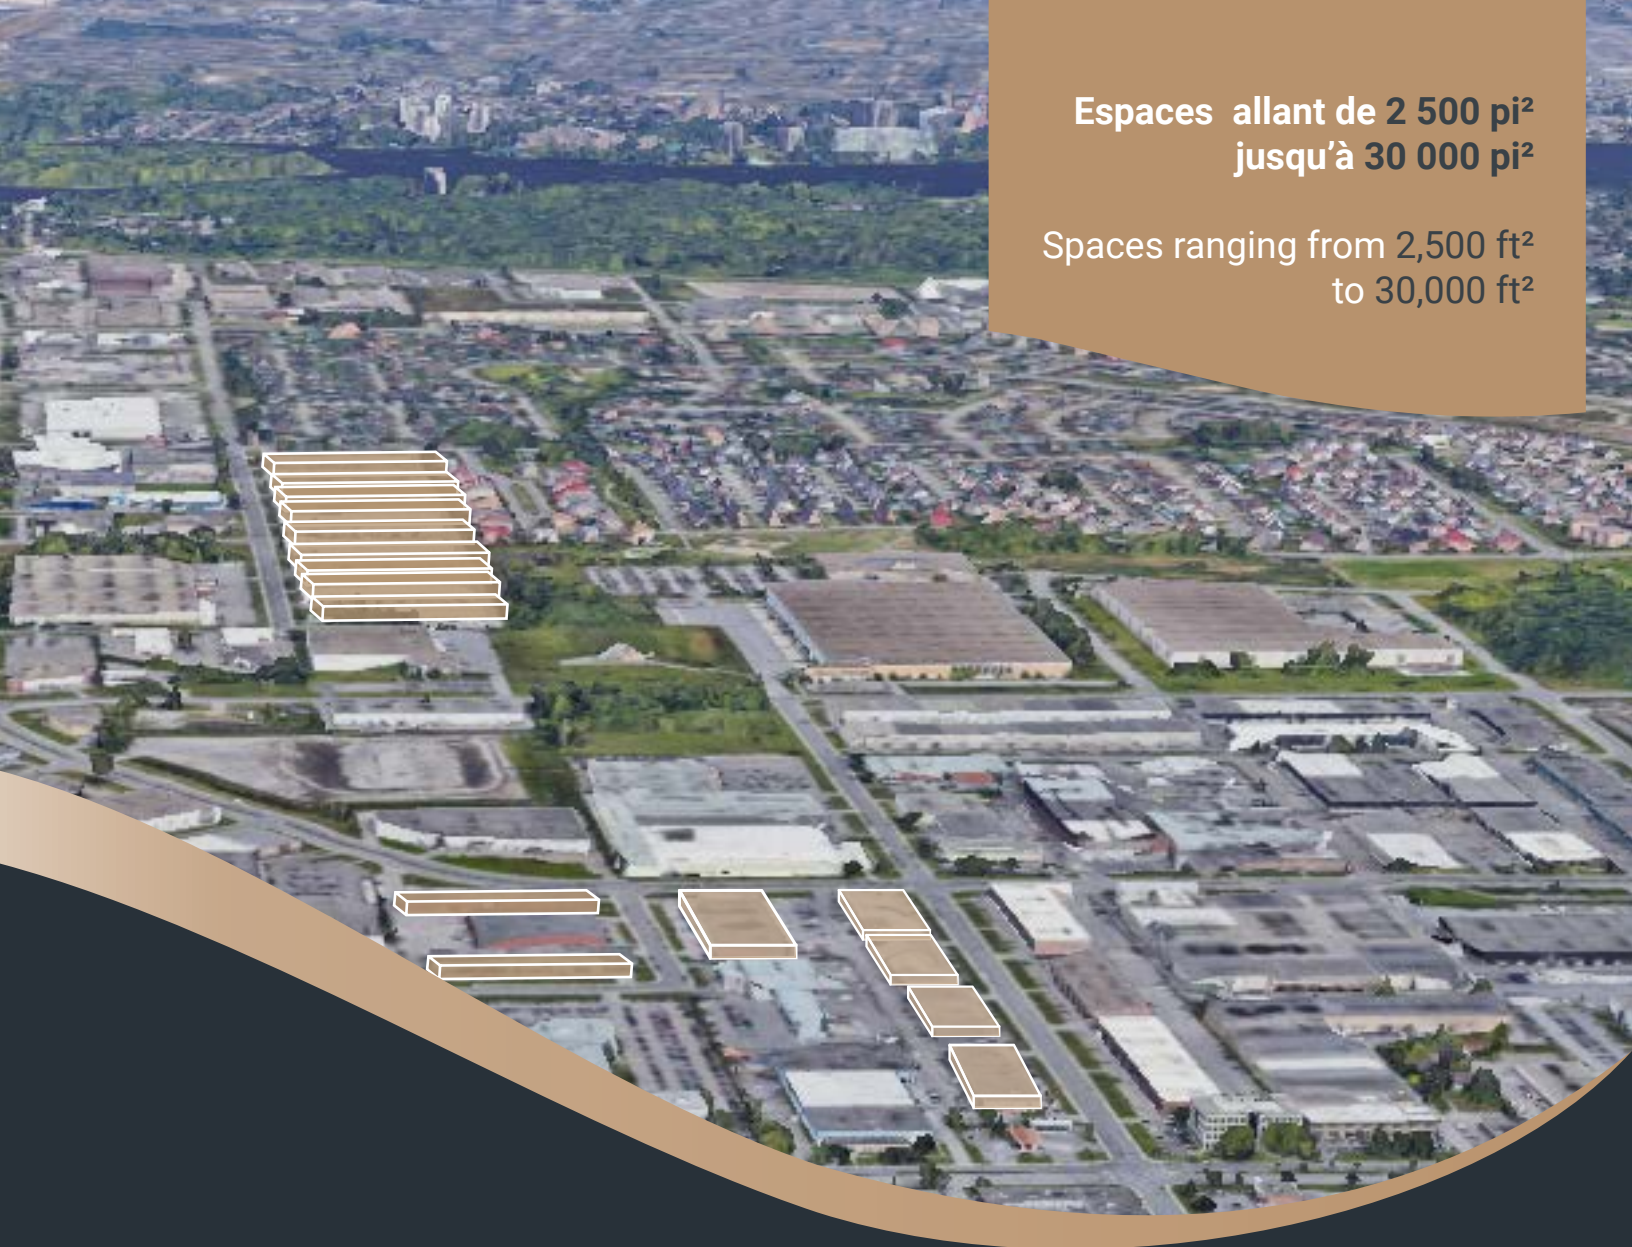 Espaces allant de 2 500 pi²
jusqu’à 30 000 pi²
Spaces ranging from 2,500 ft²
to 30,000 ft²